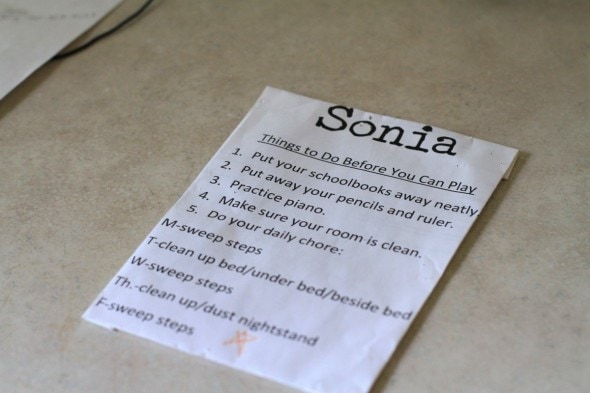 Sonia
Things to Do Before You Can Play
1. Put your schoolbooks away neatly.
2. Put away your pencils and ruler.
3. Practice piano.
4. Make sure your room is clean.
5. Do your daily chore:
M-sweep steps
T-clean up bed/under bed/beside bed
W-sweep steps
Th.-clean up/dust nightstand
F-sweep steps